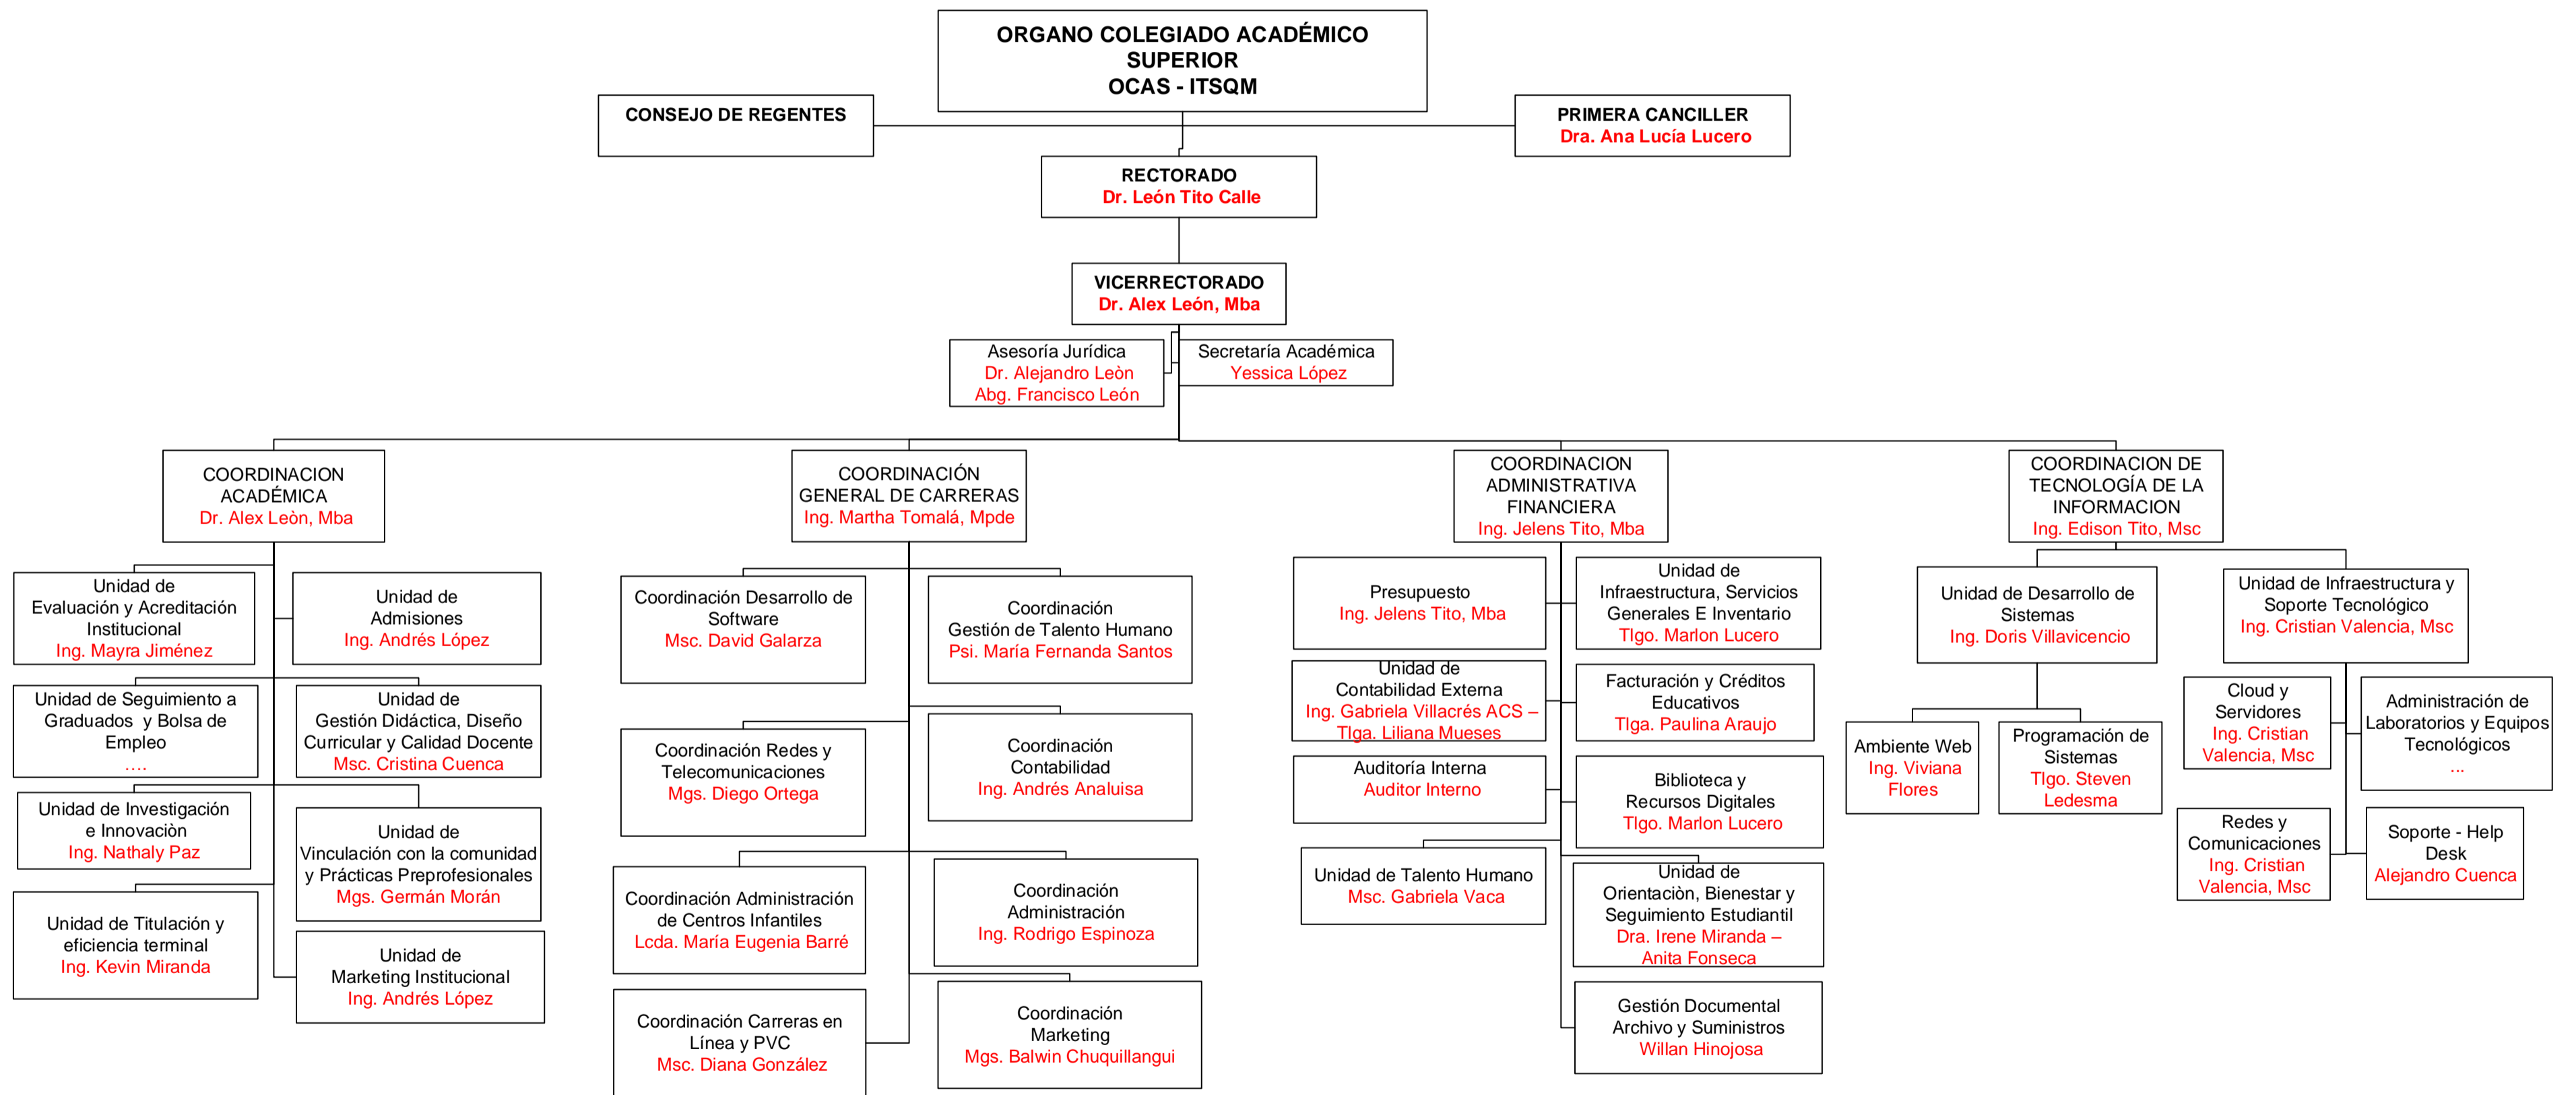 ORGANO COLEGIADO ACADÉMICO
SUPERIOR
OCAS - ITSQM
CONSEJO DE REGENTES
PRIMERA CANCILLER
Dra. Ana Lucía Lucero
RECTORADO
Dr. León Tito Calle
VICERRECTORADO
Dr. Alex León, Mba
Asesoría Jurídica
Dr. Alejandro Leòn
Abg. Francisco León
Secretaría Académica
Yessica López
COORDINACION
ACADÉMICA
Dr. Alex Leòn, Mba
COORDINACIÓN
GENERAL DE CARRERAS
Ing. Martha Tomalá, Mpde
COORDINACION
ADMINISTRATIVA
FINANCIERA
Ing. Jelens Tito, Mba
COORDINACION DE
TECNOLOGÍA DE LA
INFORMACION
Ing. Edison Tito, Msc
Unidad de
Evaluación y Acreditación
Institucional
Ing. Mayra Jiménez
Unidad de
Admisiones
Ing. Andrés López
Unidad de Seguimiento a
Graduados y Bolsa de
Empleo
....
Unidad de
Gestión Didáctica, Diseño
Curricular y Calidad Docente
Msc. Cristina Cuenca
Unidad de Investigación
e Innovaciòn
Ing. Nathaly Paz
Unidad de
Vinculación con la comunidad
y Prácticas Preprofesionales
Mgs. Germán Morán
Unidad de Titulación y
eficiencia terminal
Ing. Kevin Miranda
Unidad de
Marketing Institucional
Ing. Andrés López
Coordinación Desarrollo de
Software
Msc. David Galarza
Coordinación
Gestión de Talento Humano
Psi. María Fernanda Santos
Coordinación Redes y
Telecomunicaciones
Mgs. Diego Ortega
Coordinación
Contabilidad
Ing. Andrés Analuisa
Coordinación Administración
de Centros Infantiles
Lcda. María Eugenia Barré
Coordinación
Administración
Ing. Rodrigo Espinoza
Coordinación Carreras en
Línea y PVC
Msc. Diana González
Coordinación
Marketing
Mgs. Balwin Chuquillangui
Presupuesto
Ing. Jelens Tito, Mba
Unidad de
Infraestructura, Servicios
Generales E Inventario
Tlgo. Marlon Lucero
Unidad de
Contabilidad Externa
Ing. Gabriela Villacrés ACS –
Tlga. Liliana Mueses
Facturación y Créditos
Educativos
Tlga. Paulina Araujo
Auditoría Interna
Auditor Interno
Biblioteca y
Recursos Digitales
Tlgo. Marlon Lucero
Unidad de Talento Humano
Msc. Gabriela Vaca
Unidad de
Orientaciòn, Bienestar y
Seguimiento Estudiantil
Dra. Irene Miranda –
Anita Fonseca
Gestión Documental
Archivo y Suministros
Willan Hinojosa
Unidad de Desarrollo de
Sistemas
Ing. Doris Villavicencio
Unidad de Infraestructura y
Soporte Tecnológico
Ing. Cristian Valencia, Msc
Ambiente Web
Ing. Viviana
Flores
Programación de
Sistemas
Tlgo. Steven
Ledesma
Cloud y
Servidores
Ing. Cristian
Valencia, Msc
Administración de
Laboratorios y Equipos
Tecnológicos
...
Redes y
Comunicaciones
Ing. Cristian
Valencia, Msc
Soporte - Help
Desk
Alejandro Cuenca